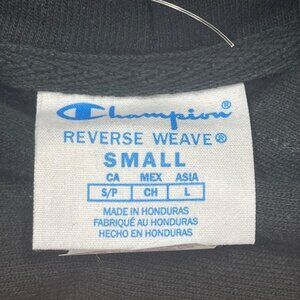 Champion®
REVERSE WEAVE®
SMALL
CA MEX ASIA
S/P CH L
MADE IN HONDURAS
FABRIQUÉ AU HONDURAS
HECHO EN HONDURAS